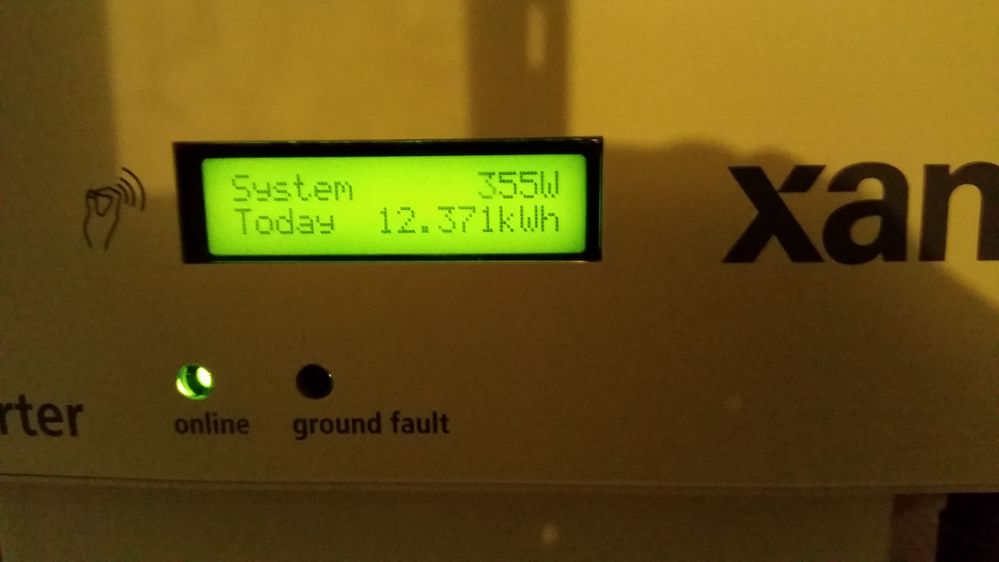 System 355W
Today 12.371kWh
xan
rter
online ground fault